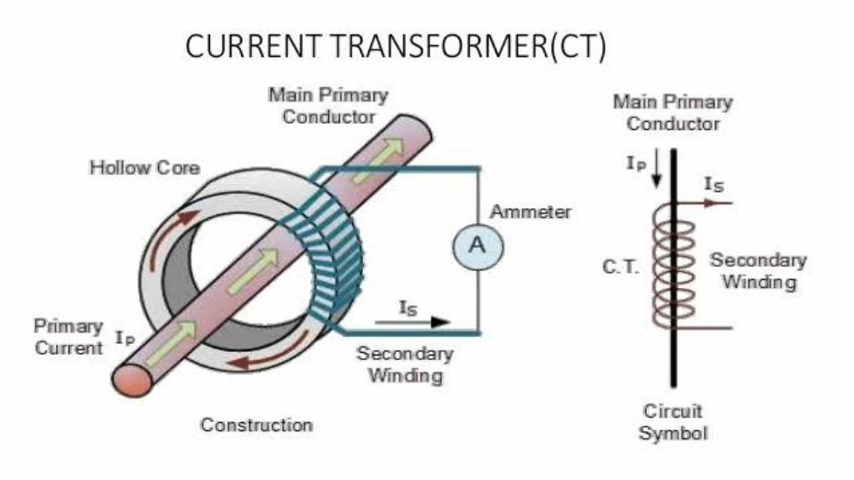 CURRENT TRANSFORMER(CT)
Main Primary
Conductor
Hollow Core
Ammeter
A
Primary
Current
Ip
Is
Secondary
Winding
Construction
Main Primary
Conductor
Ip
Is
C.T.
Secondary
Winding
Circuit
Symbol